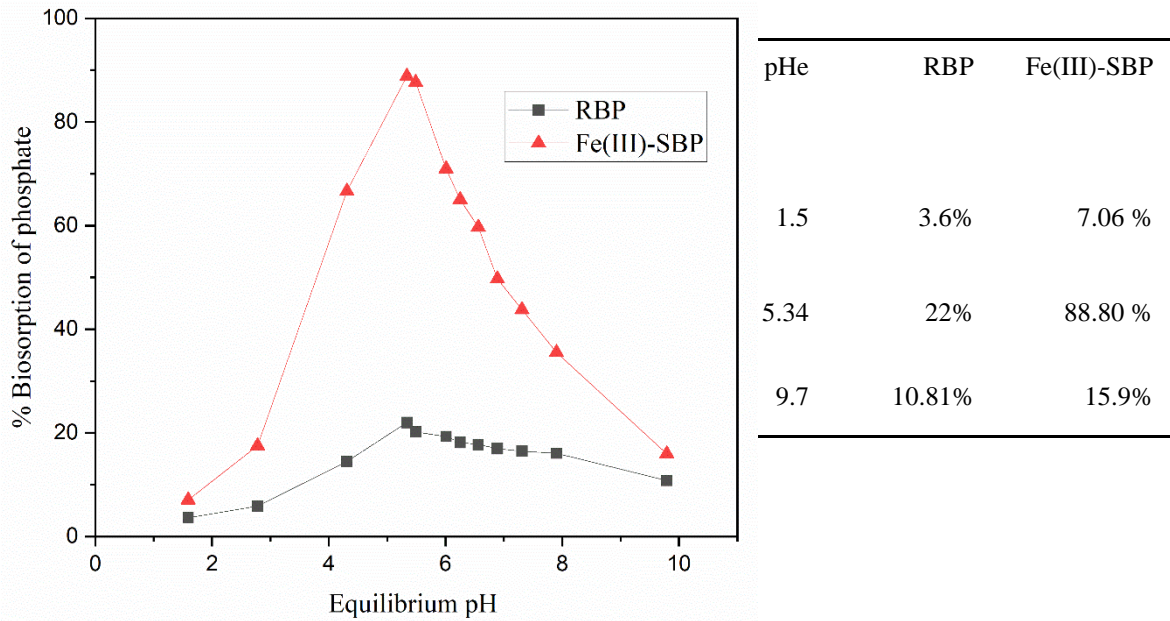 100
80
60
40
20
0
% Biosorption of phosphate
RBP
Fe(III)-SBP
0 2 4 6 8 10
Equilibrium pH
pHe RBP Fe(III)-SBP
1.5 3.6% 7.06 %
5.34 22% 88.80 %
9.7 10.81% 15.9%